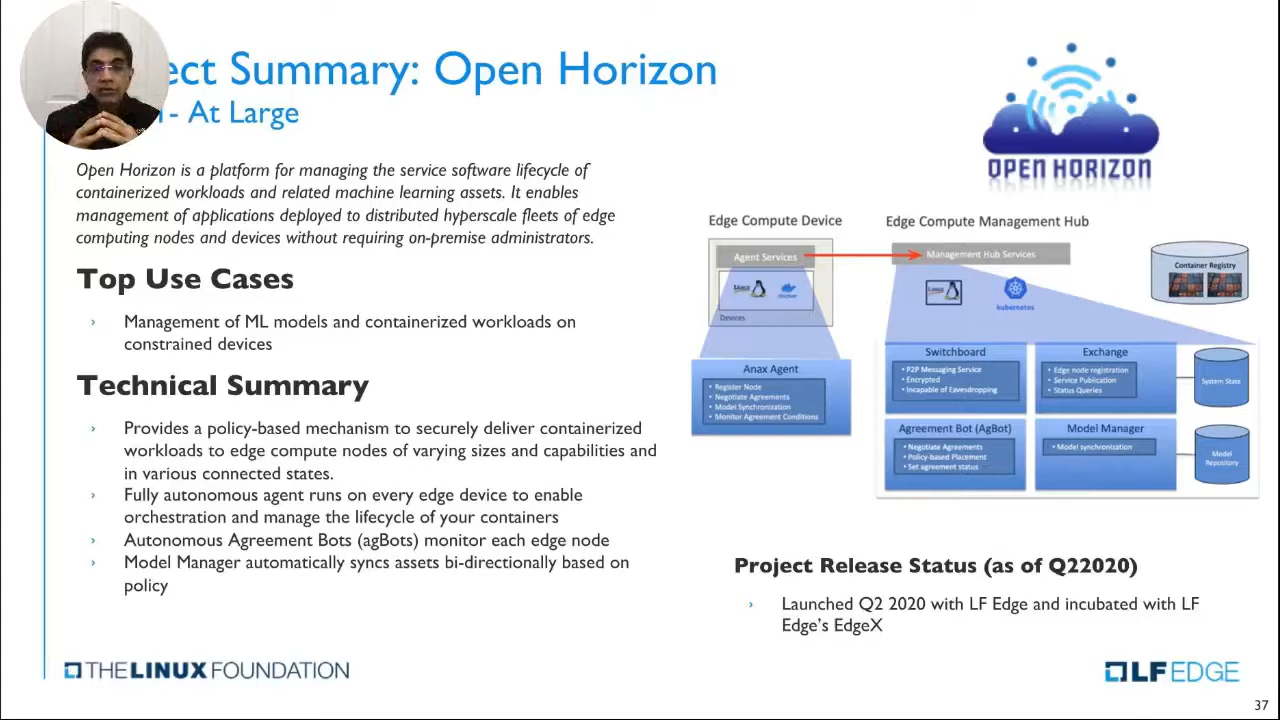 ect Summary: Open Horizon
- At Large
Open Horizon is a platform for managing the service software lifecycle of
containerized workloads and related machine learning assets. It enables
management of applications deployed to distributed hyperscale fleets of edge
computing nodes and devices without requiring on-premise administrators.
Top Use Cases
› Management of ML models and containerized workloads on
constrained devices
Technical Summary
› Provides a policy-based mechanism to securely deliver containerized
workloads to edge compute nodes of varying sizes and capabilities and
in various connected states.
› Fully autonomous agent runs on every edge device to enable
orchestration and manage the lifecycle of your containers
› Autonomous Agreement Bots (agBots) monitor each edge node
› Model Manager automatically syncs assets bi-directionally based on
policy
OPEN HORIZON
Edge Compute Device
Agent Services
Linux
docker
Devices
Anax Agent
• Register Node
• Negotiate Agreements
• Model Synchronization
• Monitor Agreement Conditions
Edge Compute Management Hub
Management Hub Services
Linux
kubernetes
Container Registry
Switchboard
• P2P Messaging Service
• Encrypted
• Incapable of Eavesdropping
Exchange
• Edge node registration
• Service Publication
• Status Queries
System State
Agreement Bot (AgBot)
• Negotiate Agreements
• Policy-based Placement
• Set agreement status
Model Manager
• Model synchronization
Model
Repository
Project Release Status (as of Q22020)
› Launched Q2 2020 with LF Edge and incubated with LF
Edge's EdgeX
THE LINUX FOUNDATION
LF EDGE
37